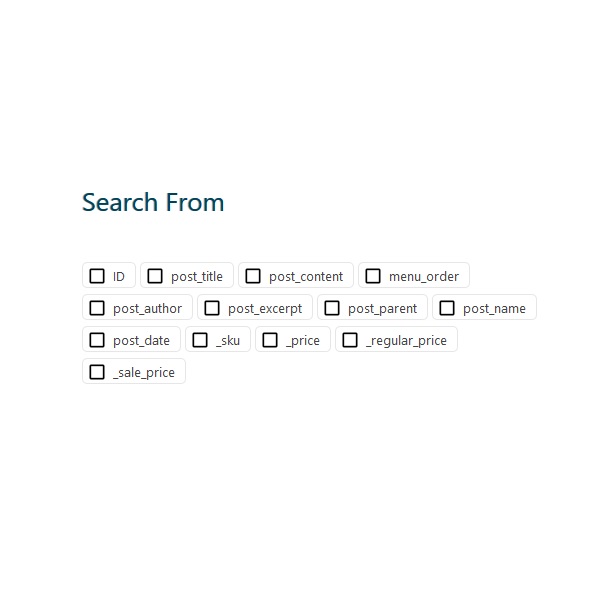 Search From
ID post_title post_content menu_order
post_author post_excerpt post_parent post_name
post_date _sku _price _regular_price
_sale_price